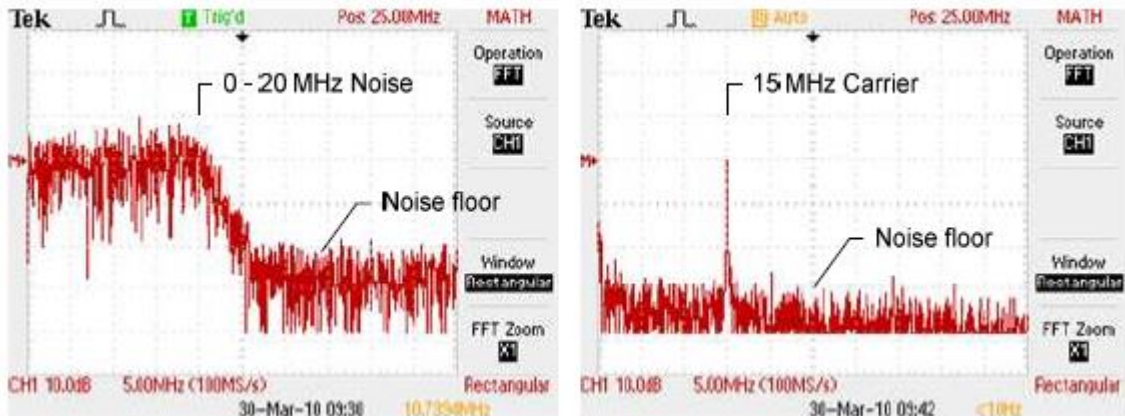 Tek Trig'd Pos: 25.00MHz MATH
Operation
FFT
0 - 20 MHz Noise
Source
CH1
M
Noise floor
Window
Rectangular
FFT Zoom
X1
CH1 10.0dB 5.00MHz (100MS/s) Rectangular
30-Mar-10 09:30 10.7394MHz
Tek Auto Pos: 25.00MHz MATH
Operation
FFT
15 MHz Carrier
Source
CH1
M
Noise floor
Window
Rectangular
FFT Zoom
X1
CH1 10.0dB 5.00MHz (100MS/s) Rectangular
30-Mar-10 09:42 <10Hz